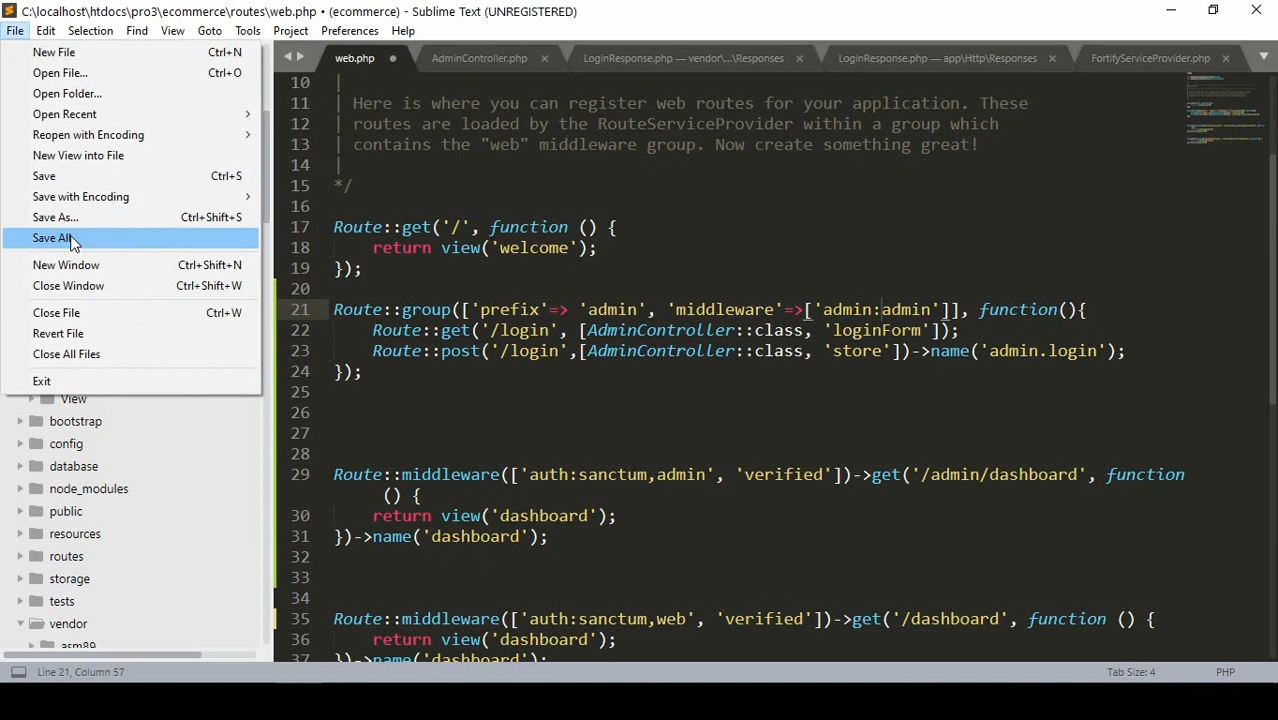 C:\localhost\htdocs\pro3\ecommerce\routes\web.php • (ecommerce) - Sublime Text (UNREGISTERED)
File Edit Selection Find View Goto Tools Project Preferences Help
New File Ctrl+N
Open File... Ctrl+O
Open Folder...
Open Recent
Reopen with Encoding
New View into File
Save Ctrl+S
Save with Encoding
Save As... Ctrl+Shift+S
Save All
New Window Ctrl+Shift+N
Close Window Ctrl+Shift+W
Close File Ctrl+W
Revert File
Close All Files
Exit
View
bootstrap
config
database
node_modules
public
resources
routes
storage
tests
vendor
asm89
web.php AdminController.php LoginResponse.php — vendor\...\Responses LoginResponse.php — app\Http\Responses FortifyServiceProvider.php
10 |
11 | Here is where you can register web routes for your application. These
12 | routes are loaded by the RouteServiceProvider within a group which
13 | contains the "web" middleware group. Now create something great!
14 |
15 */
16
17 Route::get('/', function () {
18 return view('welcome');
19 });
20
21 Route::group(['prefix'=> 'admin', 'middleware'=>['admin:admin']], function(){
22 Route::get('/login', [AdminController::class, 'loginForm']);
23 Route::post('/login',[AdminController::class, 'store'])->name('admin.login');
24 });
25
26
27
28
29 Route::middleware(['auth:sanctum,admin', 'verified'])->get('/admin/dashboard', function
() {
30 return view('dashboard');
31 })->name('dashboard');
32
33
34
35 Route::middleware(['auth:sanctum,web', 'verified'])->get('/dashboard', function () {
36 return view('dashboard');
37 })->name('dashboard');
Line 21, Column 57 Tab Size: 4 PHP